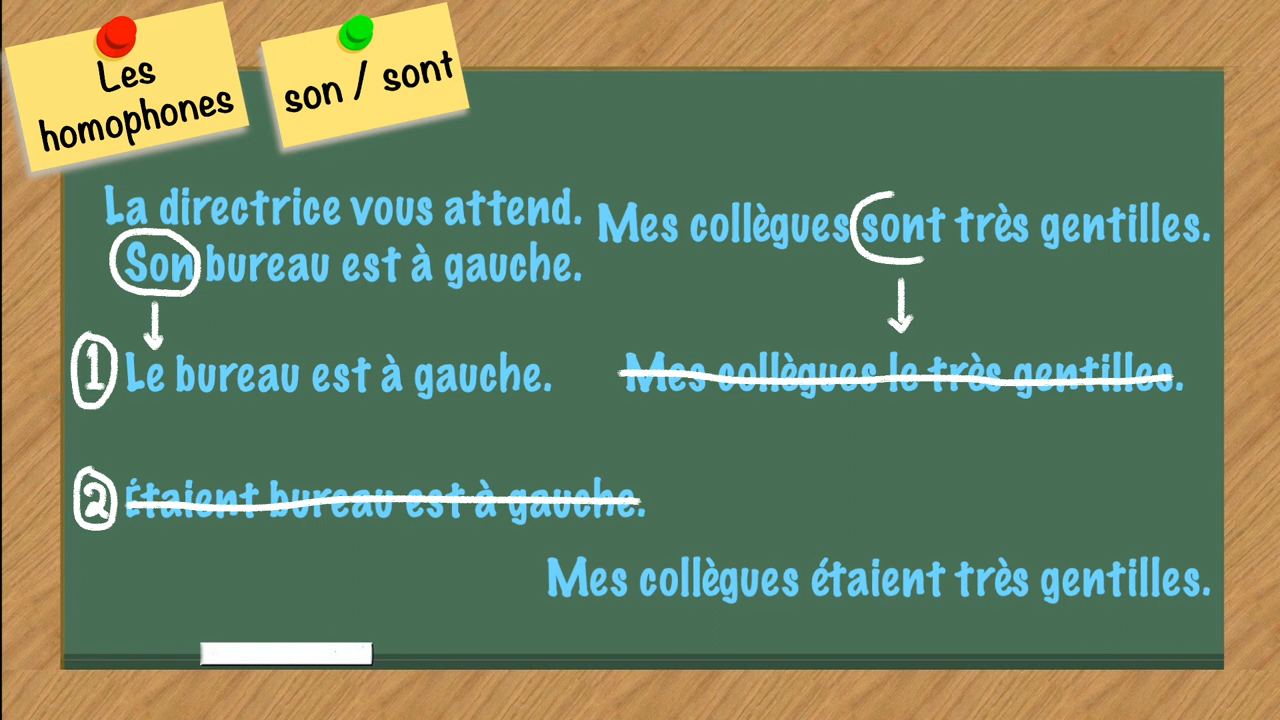 Les
homophones
son / sont
La directrice vous attend.
Son bureau est à gauche.
Mes collègues sont très gentilles.
1 Le bureau est à gauche.
Mes collègues le très gentilles.
2 Étaient bureau est à gauche.
Mes collègues étaient très gentilles.